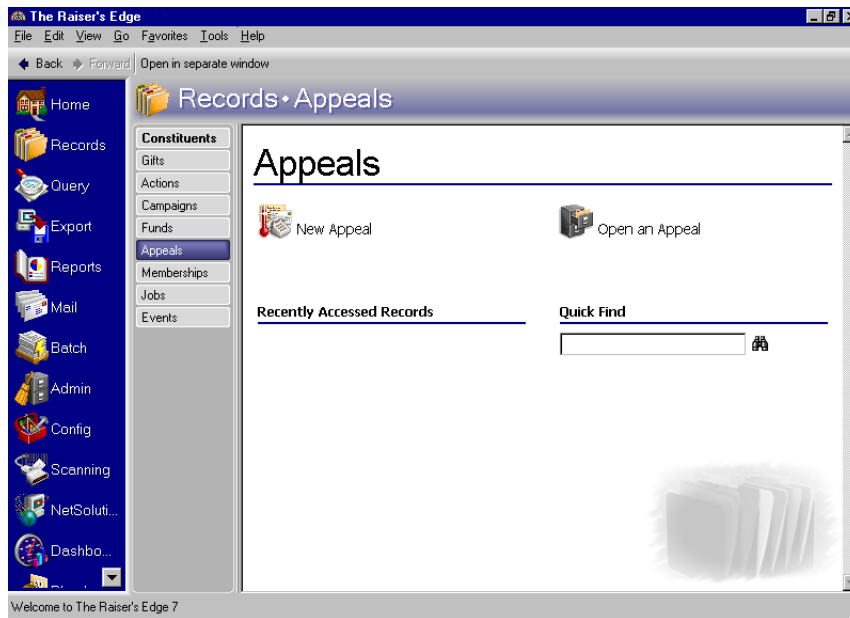 The Raiser's Edge
File Edit View Go Favorites Tools Help
Back Forward Open in separate window
Records • Appeals
Home
Records
Query
Export
Reports
Mail
Batch
Admin
Config
Scanning
NetSoluti...
Dashbo...
Constituents
Gifts
Actions
Campaigns
Funds
Appeals
Memberships
Jobs
Events
Appeals
New Appeal Open an Appeal
Recently Accessed Records Quick Find
Welcome to The Raiser's Edge 7